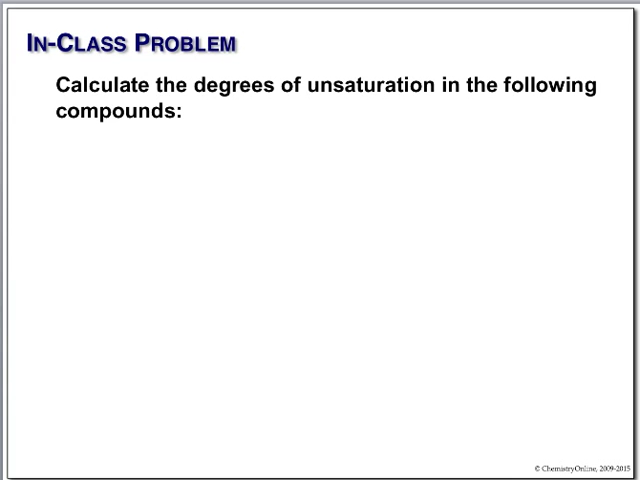 IN-CLASS PROBLEM
Calculate the degrees of unsaturation in the following
compounds:
© ChemistryOnline, 2009-2015